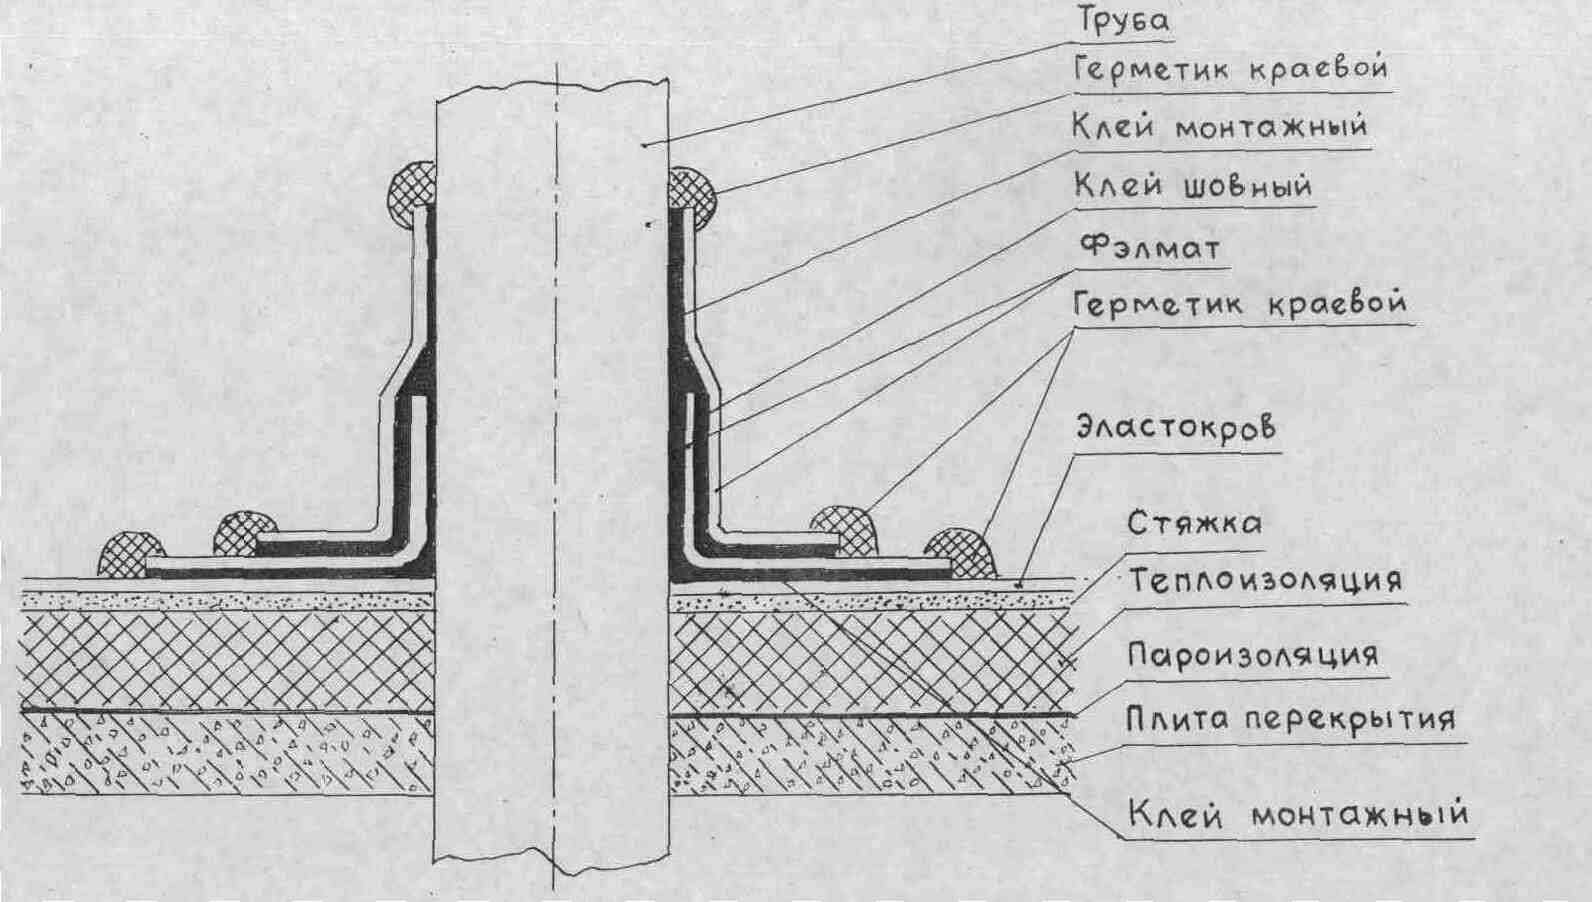 Труба
Герметик краевой
Клей монтажный
Клей шовный
Фэлмат
Герметик краевой
Эластокров
Стяжка
Теплоизоляция
Пароизоляция
Плита перекрытия
Клей монтажный